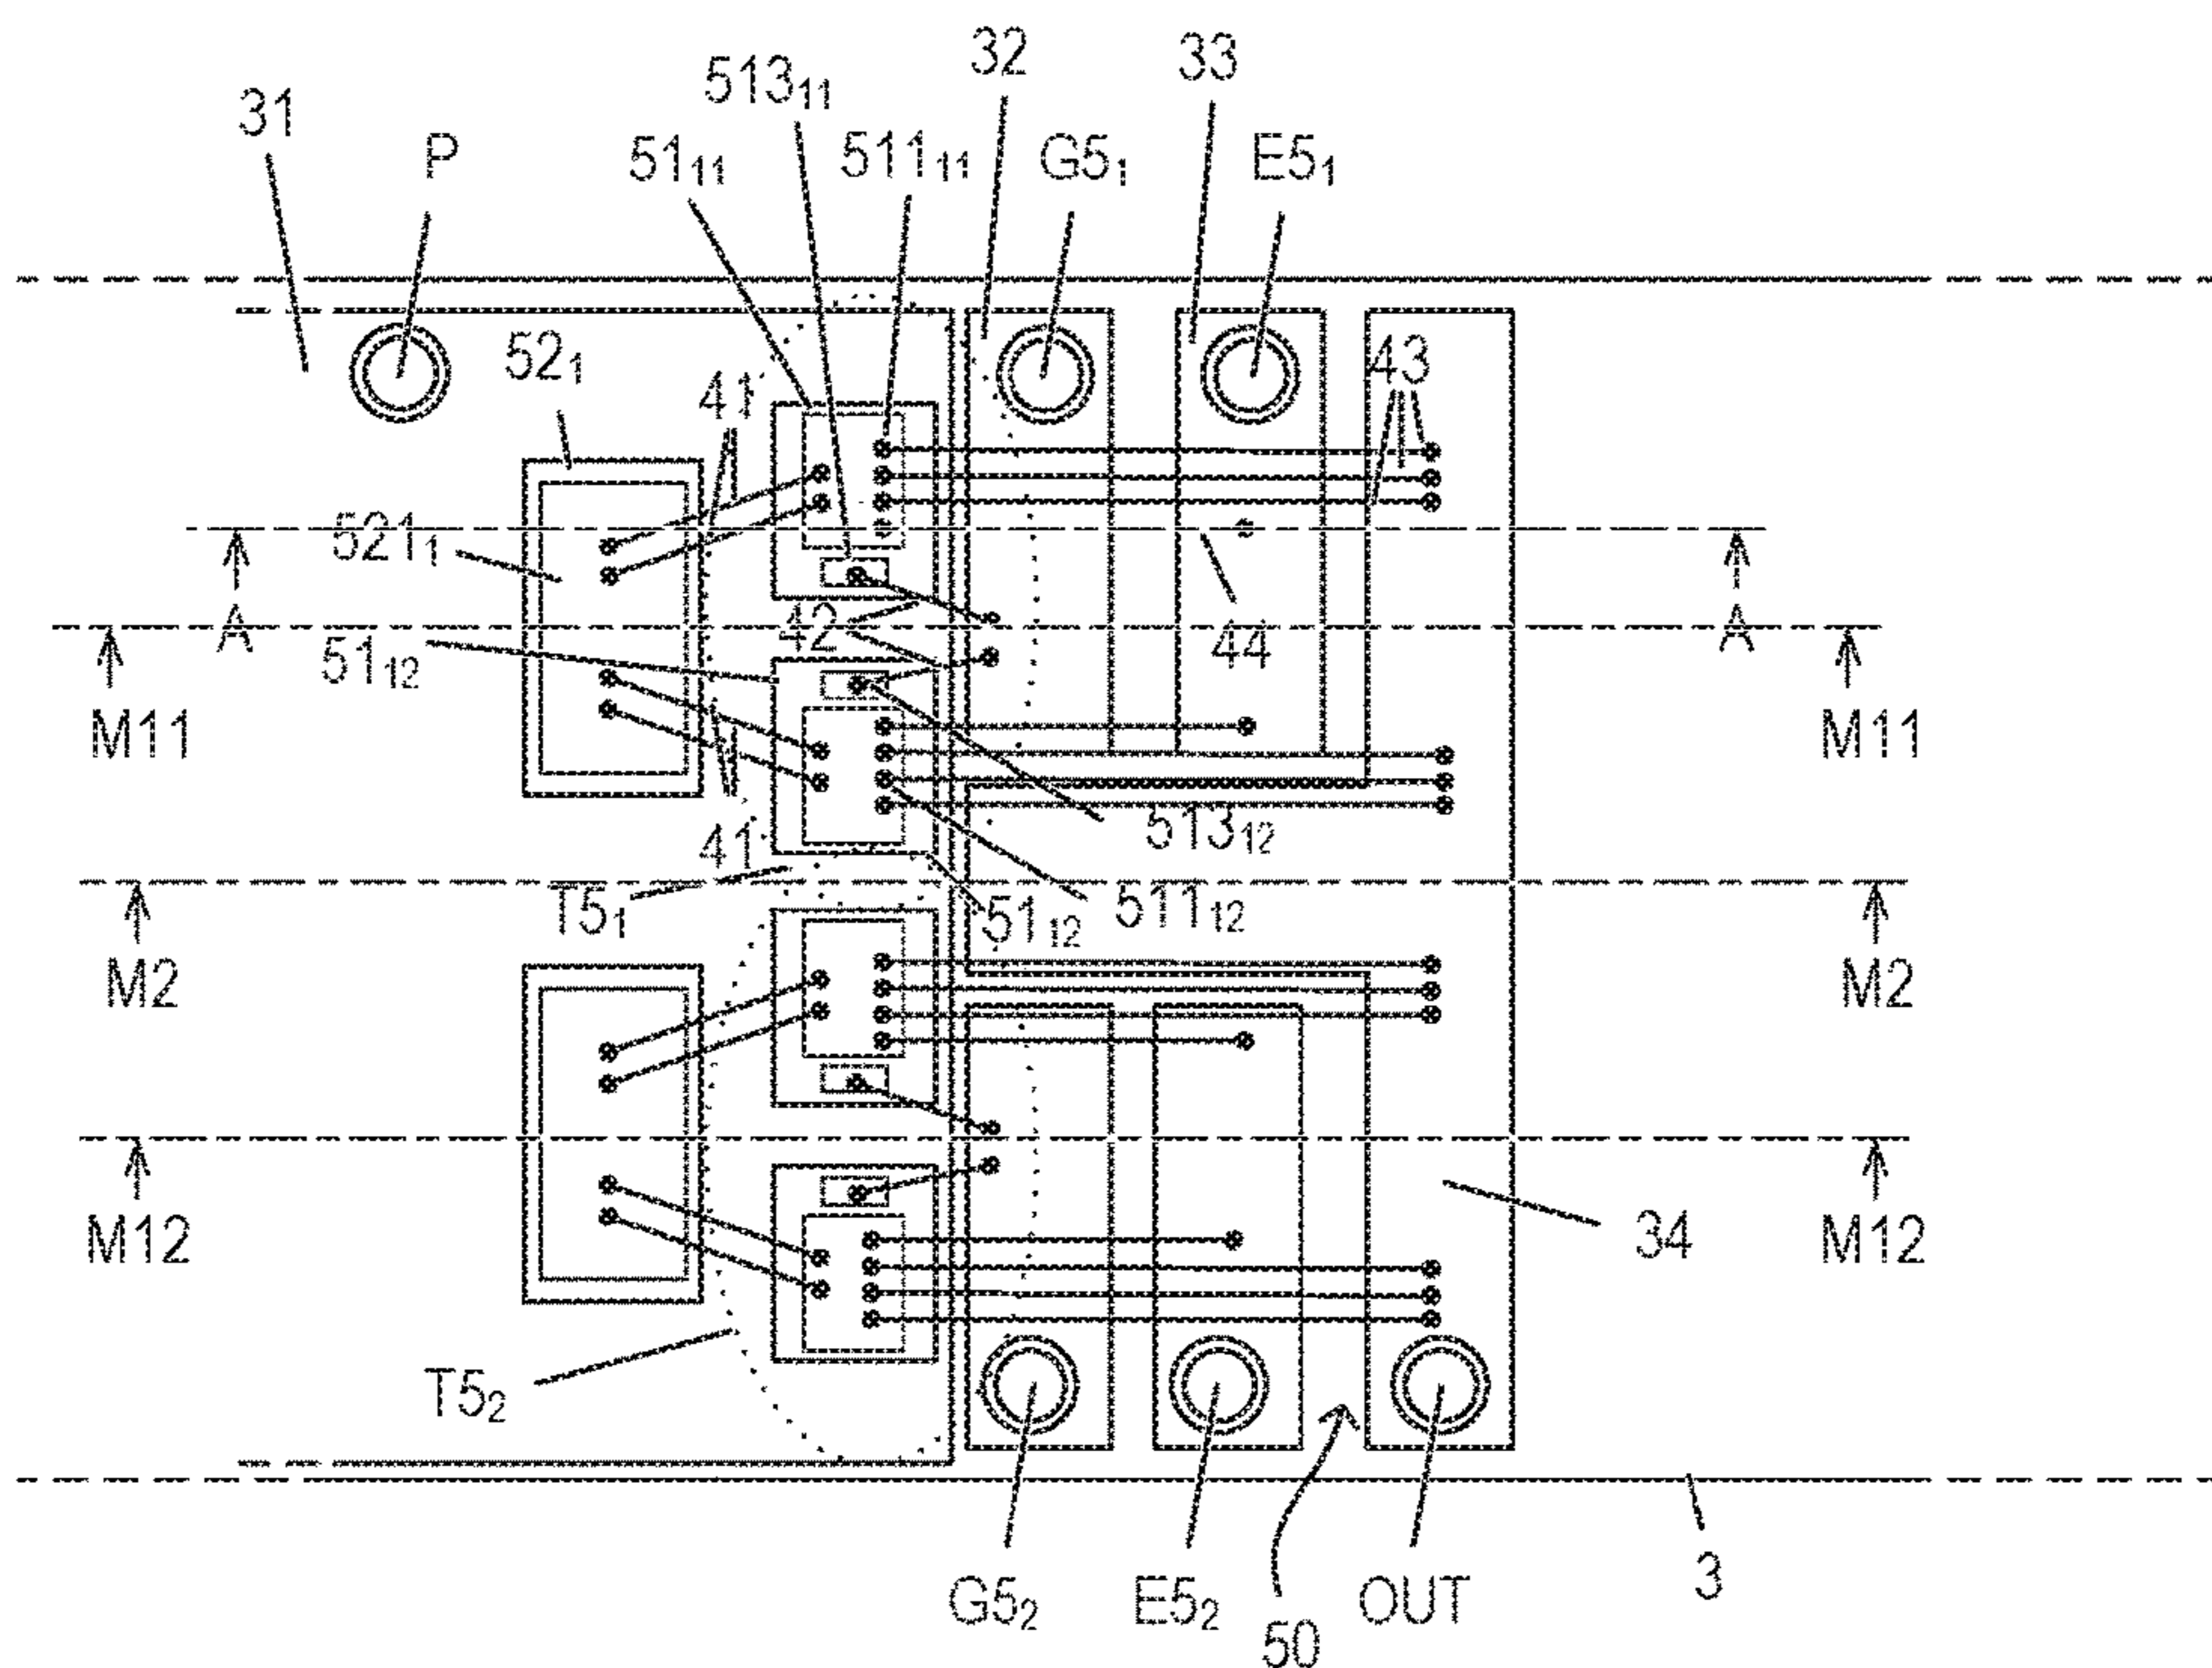 32 33
513₁₁
31
P 51₁₁ 511₁₁ G5₁ E5₁
52₁ 43
41
521₁
A 42 44 A
51₁₂
M11 M11
41 513₁₂
T5₁ 51₁₂ 511₁₂
M2 M2
M12 34 M12
T5₂
3
G5₂ E5₂ OUT
50